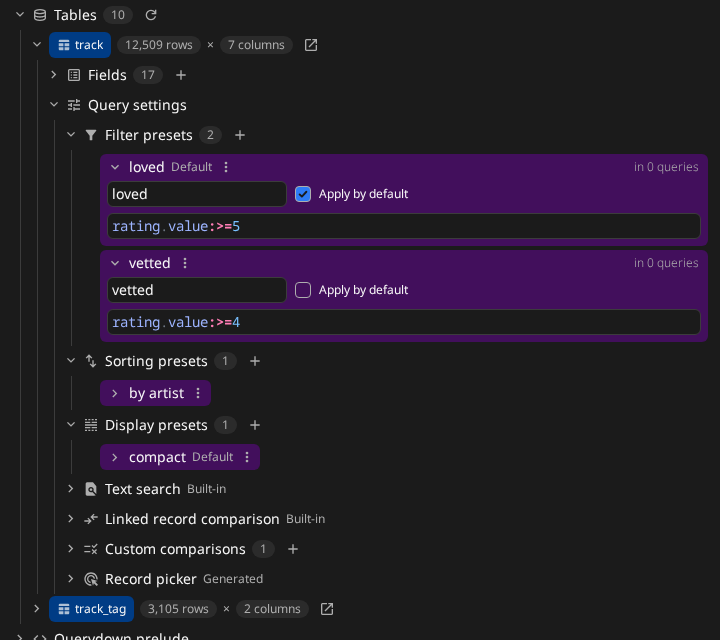 Tables 10
track 12,509 rows × 7 columns
Fields 17 +
Query settings
Filter presets 2 +
loved Default in 0 queries
loved Apply by default
rating.value:>=5
vetted in 0 queries
vetted Apply by default
rating.value:>=4
Sorting presets 1 +
by artist
Display presets 1 +
compact Default
Text search Built-in
Linked record comparison Built-in
Custom comparisons 1 +
Record picker Generated
track_tag 3,105 rows × 2 columns
Querydown prelude